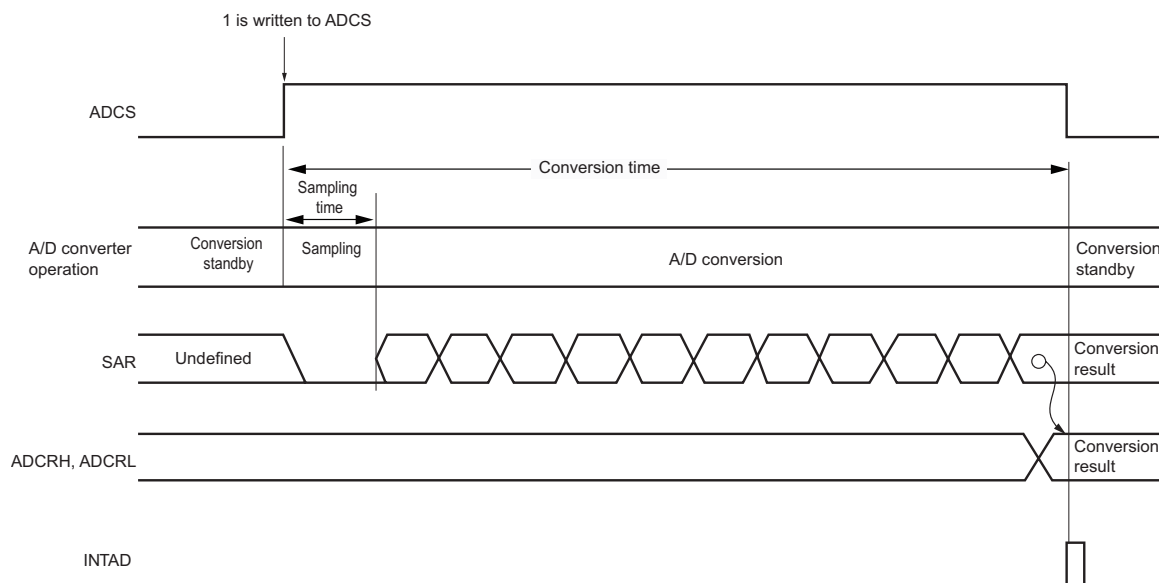 1 is written to ADCS
ADCS
Conversion time
Sampling
time
A/D converter
operation
Conversion
standby
Sampling
A/D conversion
Conversion
standby
SAR
Undefined
Conversion
result
ADCRH, ADCRL
Conversion
result
INTAD